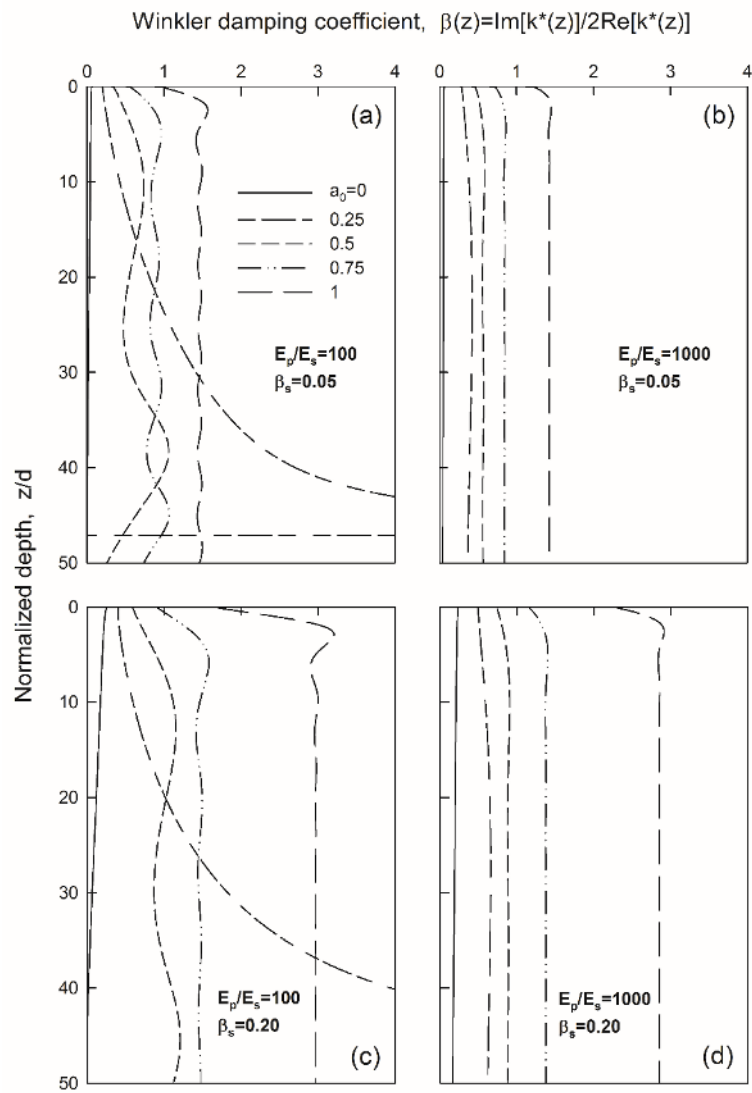 Winkler damping coefficient, β(z)=Im[k*(z)]/2Re[k*(z)]
0 1 2 3 4 0 1 2 3 4
0
(a) (b)
10
a₀=0
0.25
0.5
20
0.75
1
Eₚ/Eₛ=100 Eₚ/Eₛ=1000
30
βₛ=0.05 βₛ=0.05
40
50
Normalized depth, z/d
0
10
20
30
40
Eₚ/Eₛ=100 Eₚ/Eₛ=1000
βₛ=0.20 βₛ=0.20
(c) (d)
50